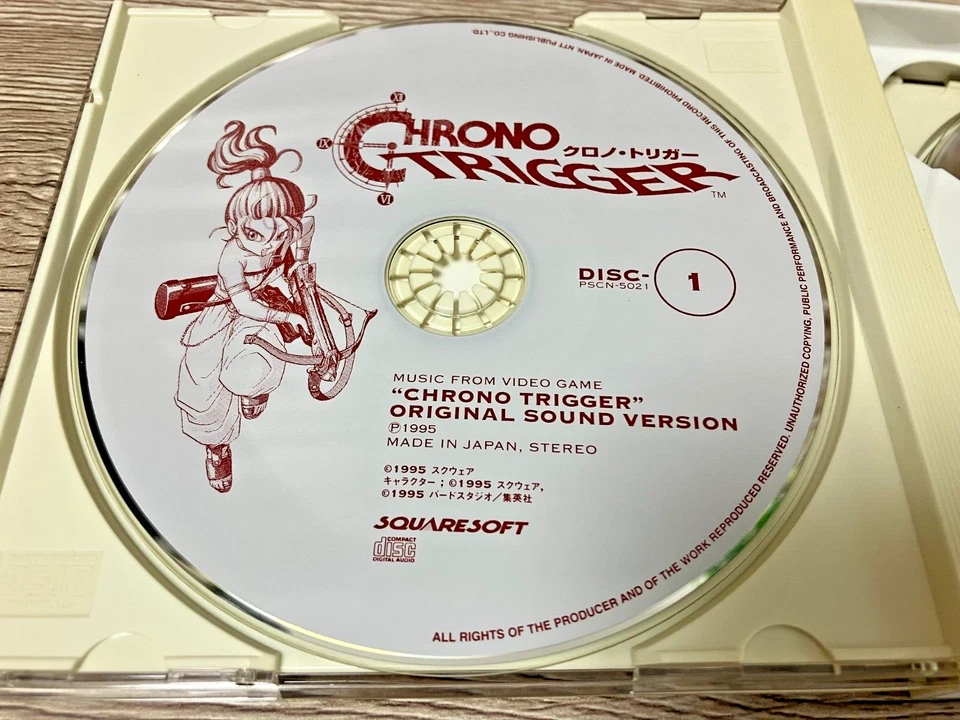 XII
IX
VI
CHRONO
TRIGGER
クロノ・トリガー
TM
DISC-
1
PSCN-5021
MUSIC FROM VIDEO GAME
“CHRONO TRIGGER”
ORIGINAL SOUND VERSION
Ⓟ1995
MADE IN JAPAN, STEREO
©1995 スクウェア
キャラクター；©1995 スクウェア,
©1995 バードスタジオ／集英社
SQUARESOFT
COMPACT
disc
DIGITAL AUDIO
ALL RIGHTS OF THE PRODUCER AND OF THE WORK REPRODUCED RESERVED. UNAUTHORIZED COPYING, PUBLIC PERFORMANCE AND BROADCASTING OF THIS RECORD PROHIBITED. MADE IN JAPAN. NTT PUBLISHING CO., LTD.